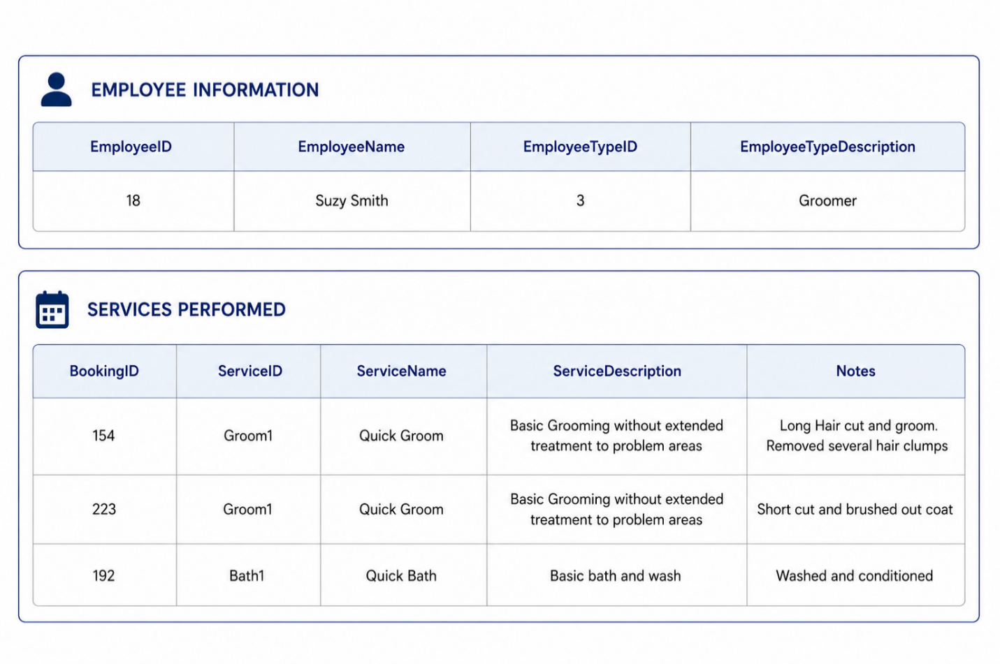 EMPLOYEE INFORMATION
EmployeeID EmployeeName EmployeeTypeID EmployeeTypeDescription
18 Suzy Smith 3 Groomer
SERVICES PERFORMED
BookingID ServiceID ServiceName ServiceDescription Notes
154 Groom1 Quick Groom Basic Grooming without extended
treatment to problem areas Long Hair cut and groom.
Removed several hair clumps
223 Groom1 Quick Groom Basic Grooming without extended
treatment to problem areas Short cut and brushed out coat
192 Bath1 Quick Bath Basic bath and wash Washed and conditioned